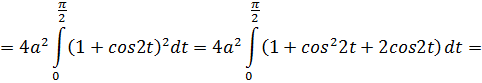 = 4a² ∫₀^(π/2) (1 + cos2t)² dt = 4a² ∫₀^(π/2) (1 + cos²2t + 2cos2t) dt =